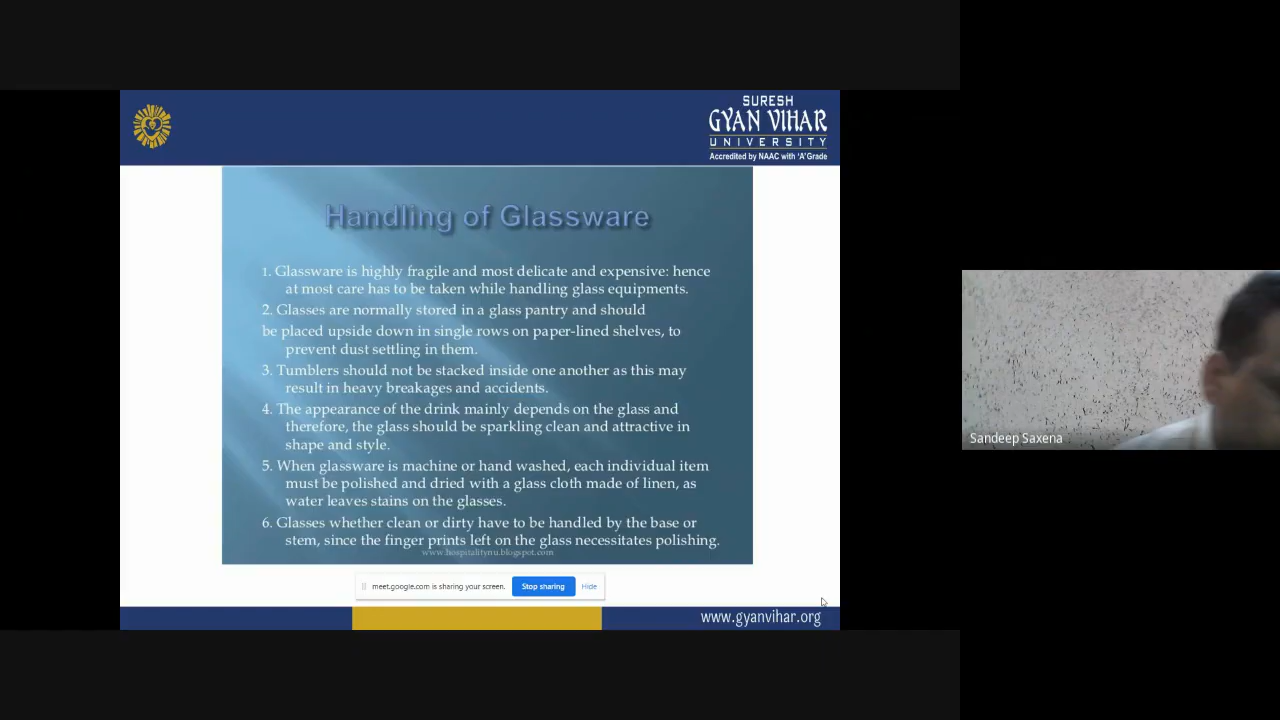 SURESH
GYAN VIHAR
UNIVERSITY
Accredited by NAAC with 'A' Grade
Handling of Glassware
1. Glassware is highly fragile and most delicate and expensive: hence
at most care has to be taken while handling glass equipments.
2. Glasses are normally stored in a glass pantry and should
be placed upside down in single rows on paper-lined shelves, to
prevent dust settling in them.
3. Tumblers should not be stacked inside one another as this may
result in heavy breakages and accidents.
4. The appearance of the drink mainly depends on the glass and
therefore, the glass should be sparkling clean and attractive in
shape and style.
5. When glassware is machine or hand washed, each individual item
must be polished and dried with a glass cloth made of linen, as
water leaves stains on the glasses.
6. Glasses whether clean or dirty have to be handled by the base or
stem, since the finger prints left on the glass necessitates polishing.
www.hospitalitynu.blogspot.com
meet.google.com is sharing your screen. Stop sharing Hide
www.gyanvihar.org
Sandeep Saxena